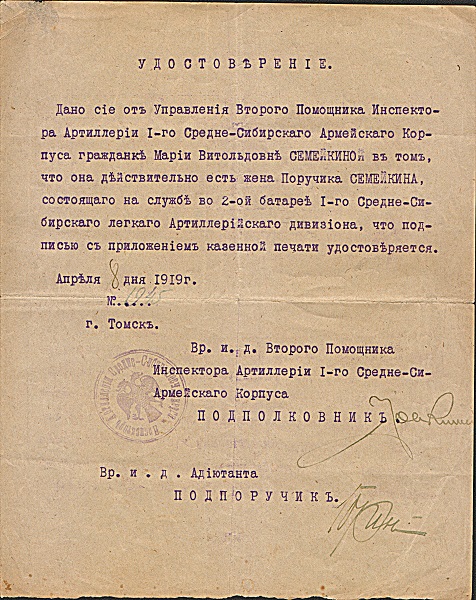 УДОСТОВѢРЕНІЕ.
Дано сіе отъ Управленія Второго Помощника Инспекто-
ра Артиллеріи I-го Средне-Сибирскаго Армейскаго Кор-
пуса гражданкѣ Маріи Витольдовнѣ СЕМЕЙКИНОЙ въ томъ,
что она дѣйствительно есть жена Поручика СЕМЕЙКИНА,
состоящаго на службѣ во 2-ой батареѣ I-го Средне-Си-
бирскаго легкаго Артиллерійскаго дивизіона, что под-
писью съ приложеніемъ казенной печати удостовѣряется.
Апрѣля 8 дня 1919г.
№.
г. Томскъ.
Вр. и. д. Второго Помощника
Инспектора Артиллеріи I-го Средне-Си-
Армейскаго Корпуса
ПОДПОЛКОВНИКЪ
Вр. и . д . Адіютанта
ПОДПОРУЧИКЪ.